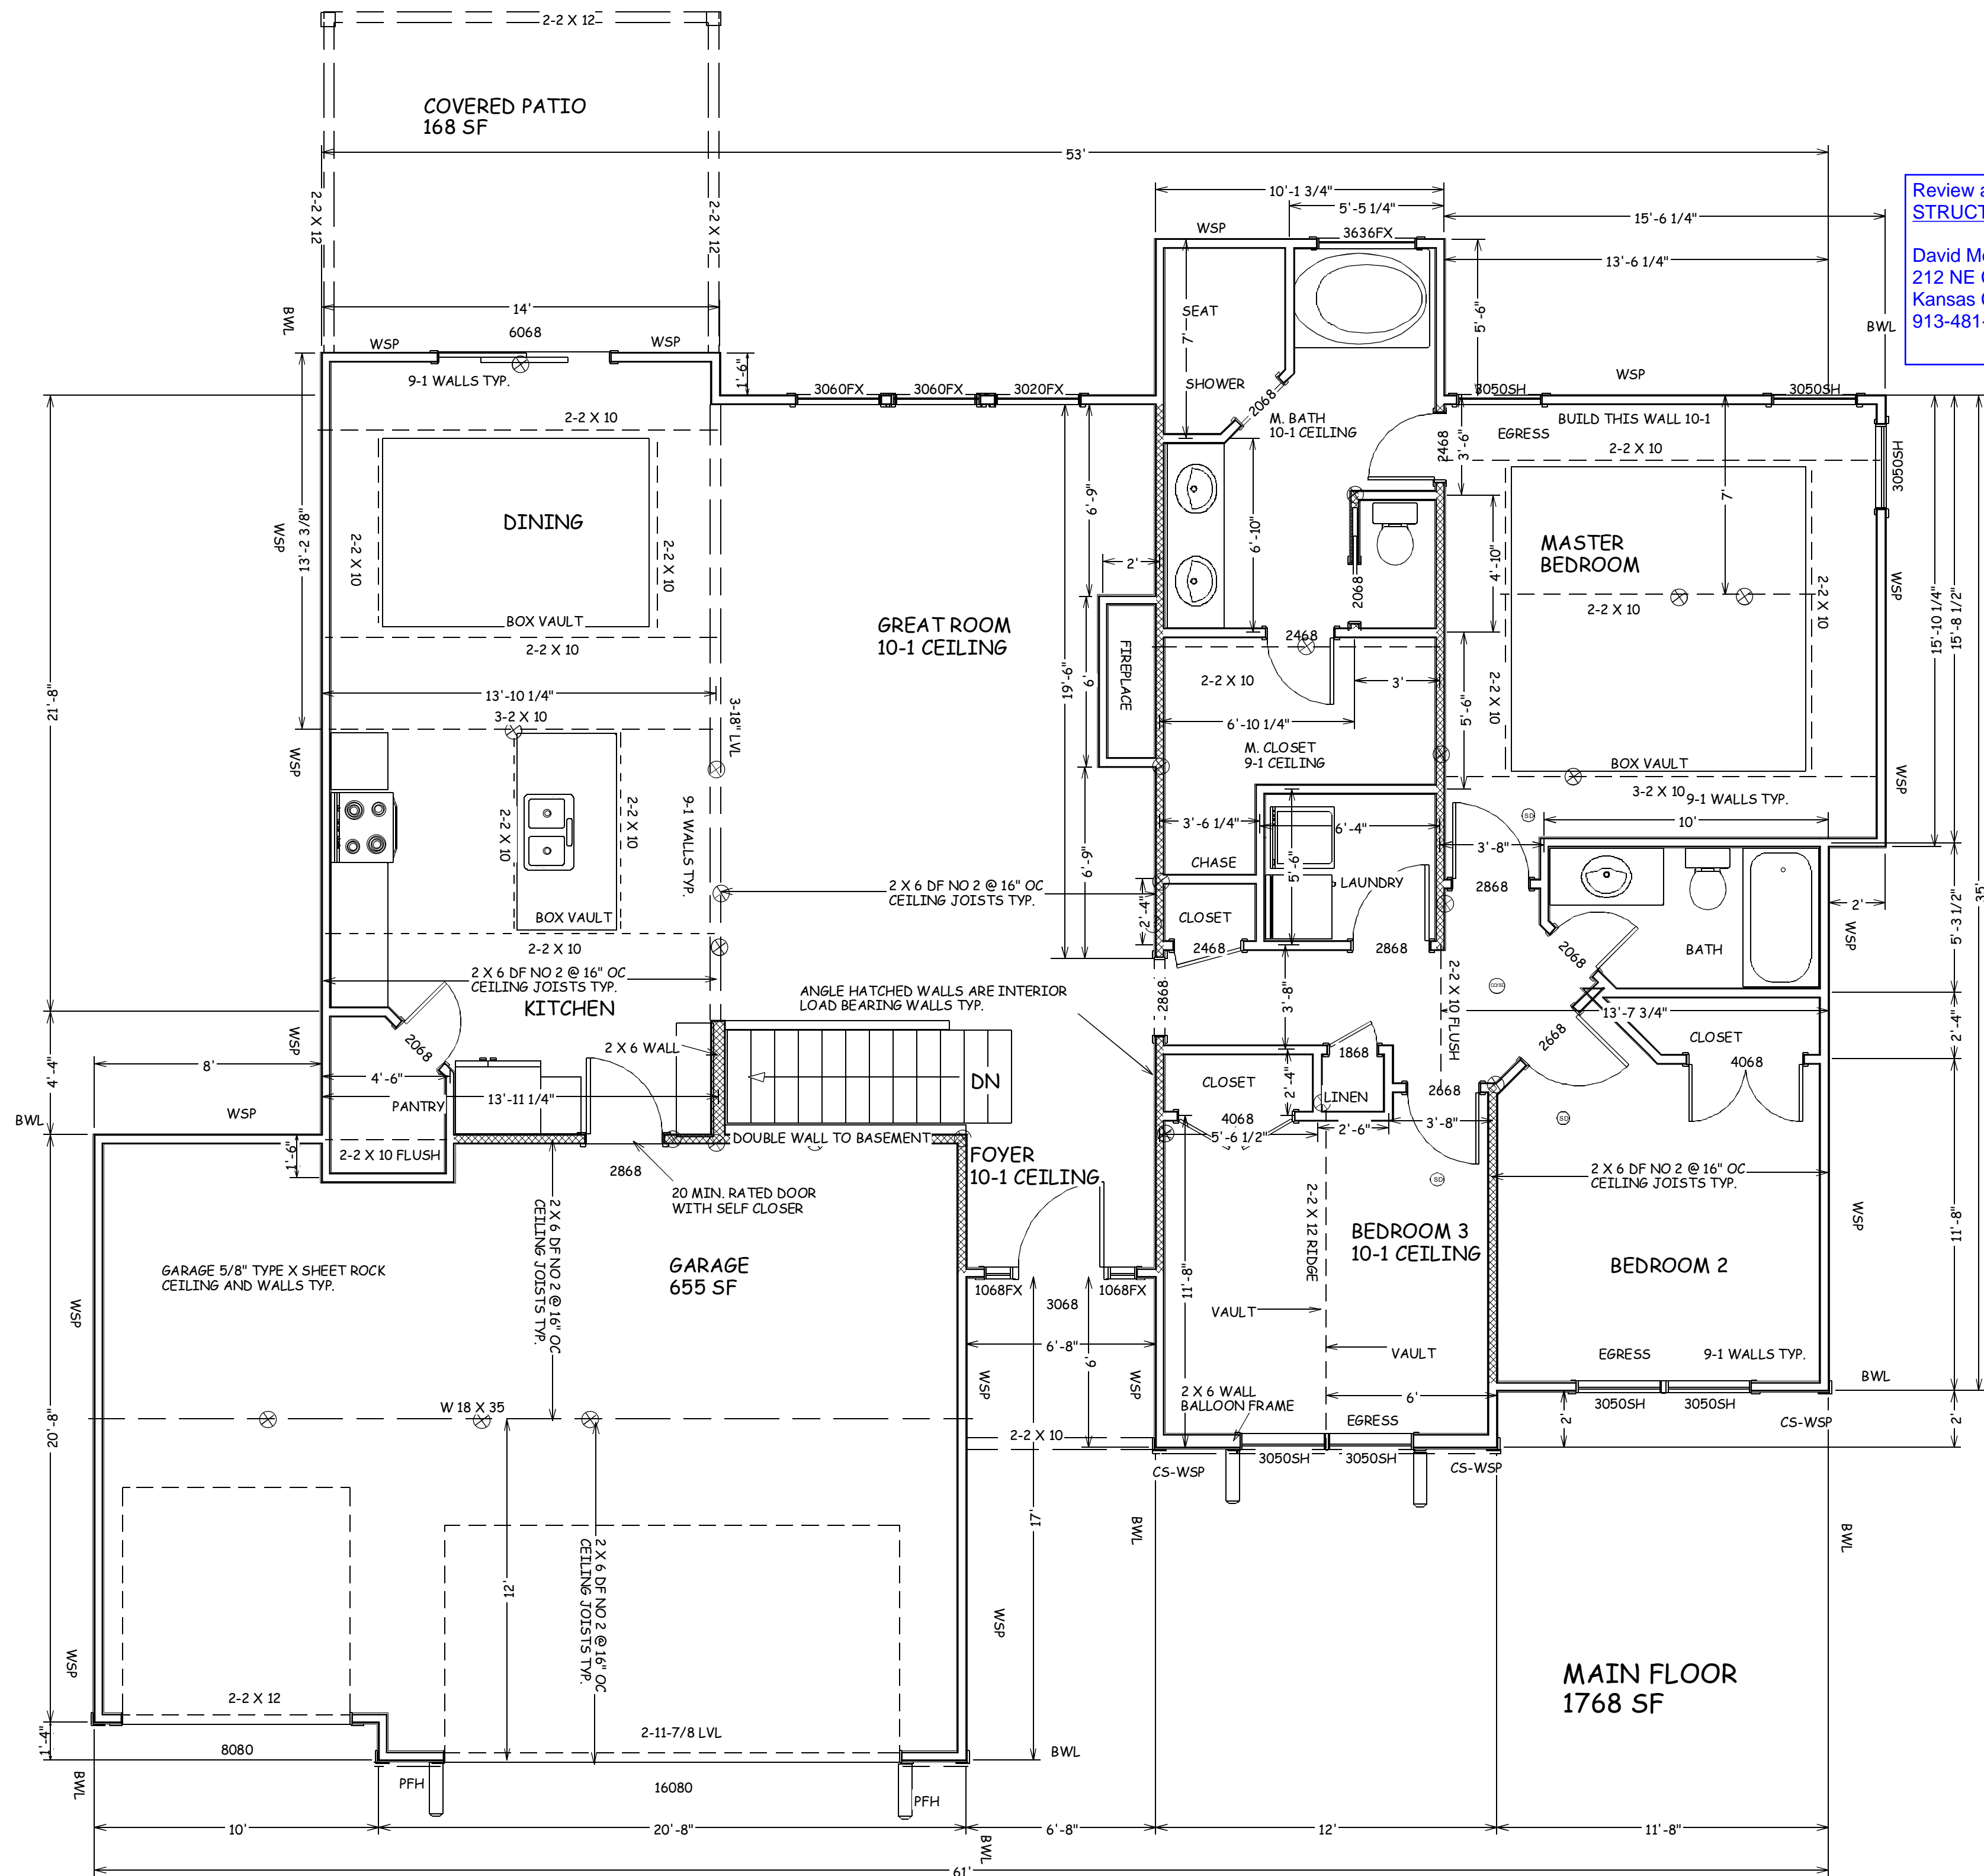 2-2 X 12
COVERED PATIO
168 SF
2-2 X 12
2-2 X 12
53'
10'-1 3/4"
5'-5 1/4"
15'-6 1/4"
13'-6 1/4"
WSP
3636FX
5'-6"
SEAT
7'
SHOWER
2068
M. BATH
10-1 CEILING
BWL
STRUCT
212 NE
913-481-
BWL
14'
6068
WSP
WSP
9-1 WALLS TYP.
1'-6"
3060FX
3060FX
3020FX
2-2 X 10
3050SH
WSP
3050SH
BUILD THIS WALL 10-1
EGRESS
2-2 X 10
3050SH
2468
3'-6"
7'
WSP
13'-2 3/8"
DINING
2-2 X 10
2-2 X 10
BOX VAULT
2-2 X 10
6'-9"
2'
6'-10"
2068
4'-10"
MASTER
BEDROOM
2-2 X 10
2-2 X 10
WSP
15'-10 1/4"
15'-8 1/2"
35'
GREAT ROOM
10-1 CEILING
19'-6"
6'
FIREPLACE
2468
2-2 X 10
3'
6'-10 1/4"
5'-6"
2-2 X 10
M. CLOSET
9-1 CEILING
BOX VAULT
3-2 X 10
9-1 WALLS TYP.
WSP
21'-8"
13'-10 1/4"
3-2 X 10
3-18" LVL
WSP
2-2 X 10
2-2 X 10
9-1 WALLS TYP.
BOX VAULT
2-2 X 10
2 X 6 DF NO 2 @ 16" OC
CEILING JOISTS TYP.
KITCHEN
2 X 6 DF NO 2 @ 16" OC
CEILING JOISTS TYP.
6'-9"
3'-6 1/4"
6'-4"
5'-6"
CHASE
LAUNDRY
CLOSET
2'-4"
2468
2868
SD
10'
3'-8"
2868
2'
WSP
5'-3 1/2"
2068
BATH
CO/SD
13'-7 3/4"
2'-4"
2668
CLOSET
4068
2-2 X 10 FLUSH
2868
3'-8"
ANGLE HATCHED WALLS ARE INTERIOR
LOAD BEARING WALLS TYP.
WSP
4'-4"
8'
2068
2 X 6 WALL
4'-6"
PANTRY
13'-11 1/4"
DN
1868
CLOSET
2'-4"
LINEN
2668
4068
5'-6 1/2"
2'-6"
3'-8"
SD
SD
BWL
WSP
1'-6"
2-2 X 10 FLUSH
2868
DOUBLE WALL TO BASEMENT
FOYER
10-1 CEILING
20 MIN. RATED DOOR
WITH SELF CLOSER
2 X 6 DF NO 2 @ 16" OC
CEILING JOISTS TYP.
2 X 6 DF NO 2 @ 16" OC
CEILING JOISTS TYP.
WSP
11'-8"
2-2 X 12 RIDGE
BEDROOM 3
10-1 CEILING
BEDROOM 2
GARAGE 5/8" TYPE X SHEET ROCK
CEILING AND WALLS TYP.
GARAGE
655 SF
WSP
1068FX
1068FX
3068
6'-8"
11'-8"
VAULT
VAULT
EGRESS
9-1 WALLS TYP.
BWL
WSP
WSP
6'
2 X 6 WALL
BALLOON FRAME
6'
EGRESS
3050SH
3050SH
2'
CS-WSP
2'
20'-8"
W 18 X 35
2-2 X 10
CS-WSP
3050SH
3050SH
CS-WSP
17'
BWL
BWL
12'
2 X 6 DF NO 2 @ 16" OC
CEILING JOISTS TYP.
WSP
WSP
MAIN FLOOR
1768 SF
2-2 X 12
2-11-7/8 LVL
1'-4"
8080
BWL
BWL
PFH
16080
PFH
10'
20'-8"
6'-8"
BWL
12'
11'-8"
61'